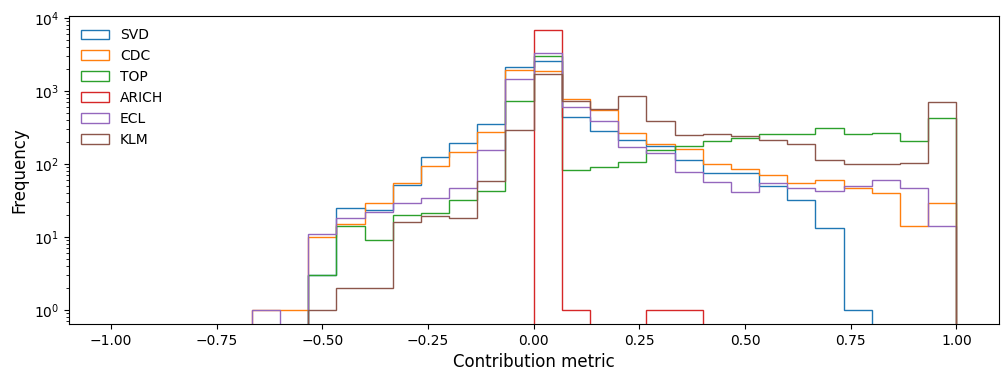 SVD
CDC
TOP
ARICH
ECL
KLM
Frequency
10⁴
10³
10²
10¹
10⁰
−1.00 −0.75 −0.50 −0.25 0.00 0.25 0.50 0.75 1.00
Contribution metric